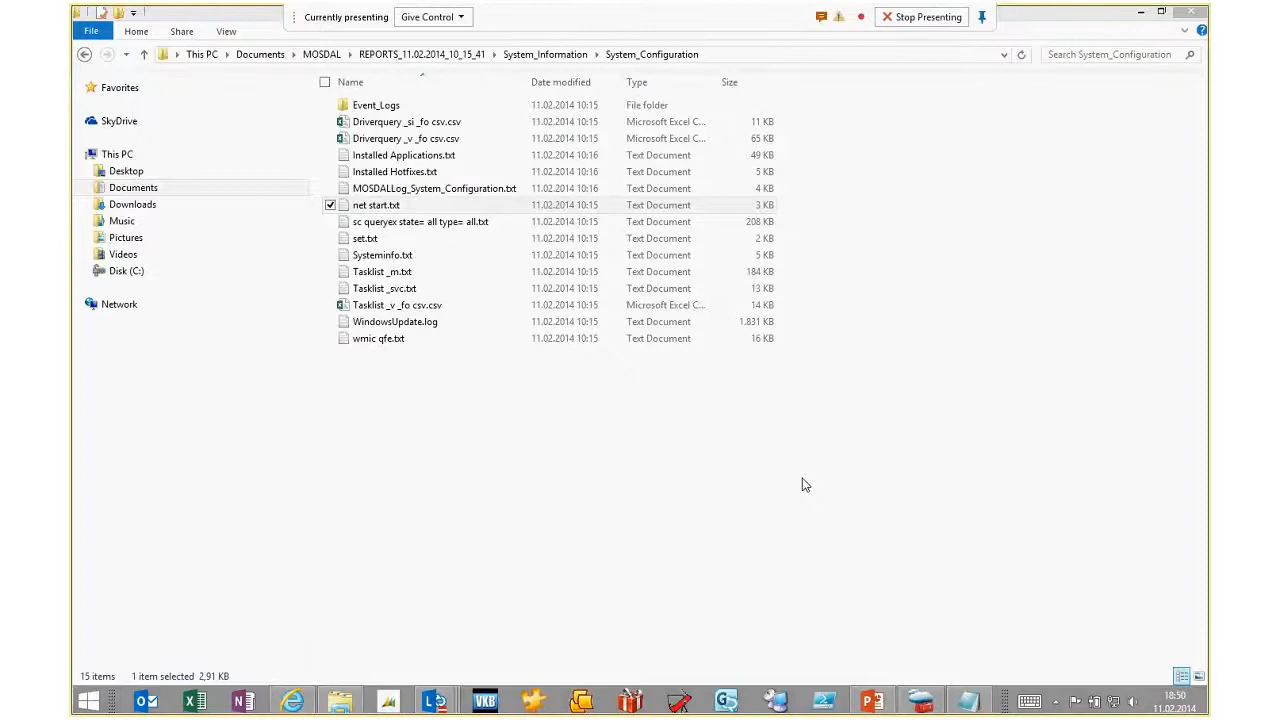 Currently presenting Give Control Stop Presenting
File Home Share View
This PC Documents MOSDAL REPORTS_11.02.2014_10_15_41 System_Information System_Configuration Search System_Configuration
Name Date modified Type Size
Favorites
SkyDrive
This PC
Desktop
Documents
Downloads
Music
Pictures
Videos
Disk (C:)
Network
Event_Logs 11.02.2014 10:15 File folder
Driverquery _si _fo csv.csv 11.02.2014 10:15 Microsoft Excel C... 11 KB
Driverquery _v _fo csv.csv 11.02.2014 10:15 Microsoft Excel C... 65 KB
Installed Applications.txt 11.02.2014 10:16 Text Document 49 KB
Installed Hotfixes.txt 11.02.2014 10:16 Text Document 5 KB
MOSDALLog_System_Configuration.txt 11.02.2014 10:16 Text Document 4 KB
net start.txt 11.02.2014 10:15 Text Document 3 KB
sc queryex state= all type= all.txt 11.02.2014 10:15 Text Document 208 KB
set.txt 11.02.2014 10:15 Text Document 2 KB
Systeminfo.txt 11.02.2014 10:15 Text Document 5 KB
Tasklist _m.txt 11.02.2014 10:15 Text Document 184 KB
Tasklist _svc.txt 11.02.2014 10:15 Text Document 13 KB
Tasklist _v _fo csv.csv 11.02.2014 10:15 Microsoft Excel C... 14 KB
WindowsUpdate.log 11.02.2014 10:15 Text Document 1.831 KB
wmic qfe.txt 11.02.2014 10:15 Text Document 16 KB
15 items 1 item selected 2,91 KB
VKB
18:50
11.02.2014